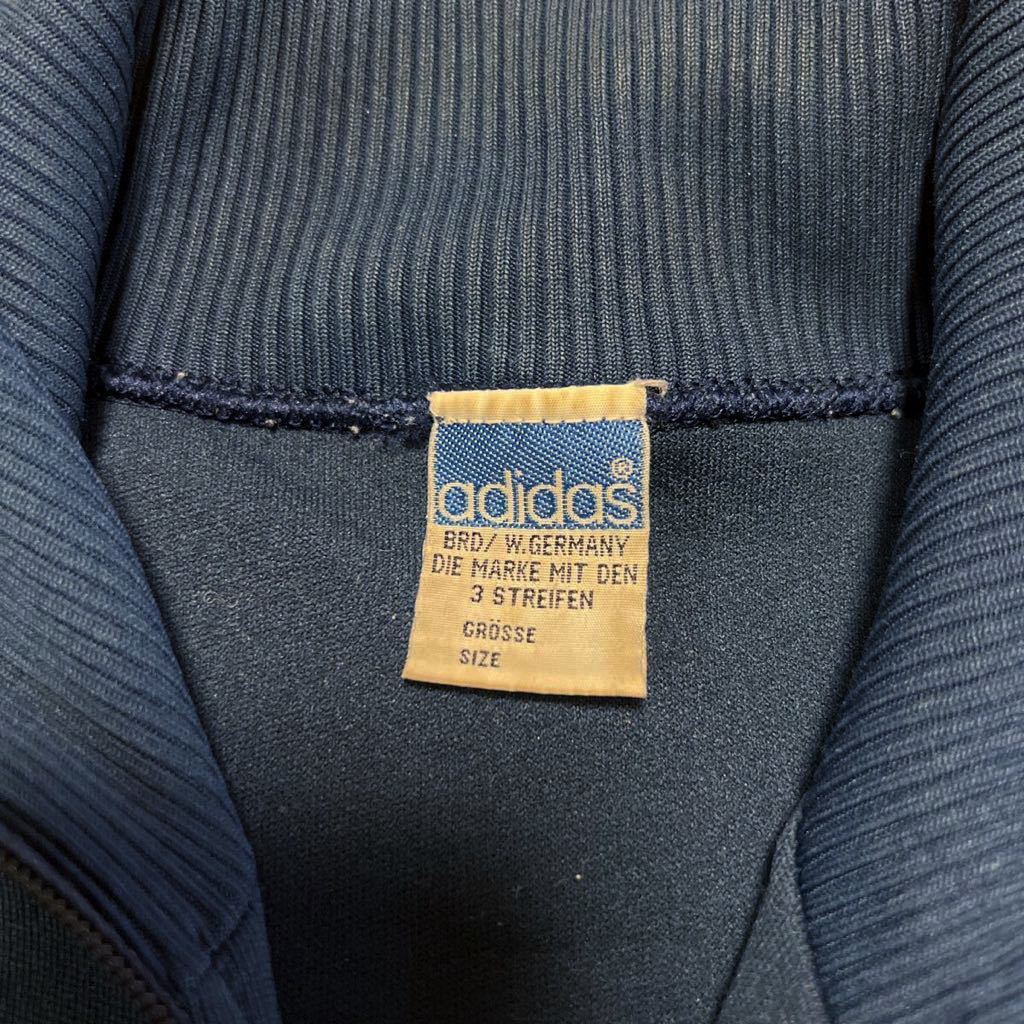 adidas®
BRD/ W.GERMANY
DIE MARKE MIT DEN
3 STREIFEN
GRÖSSE
SIZE